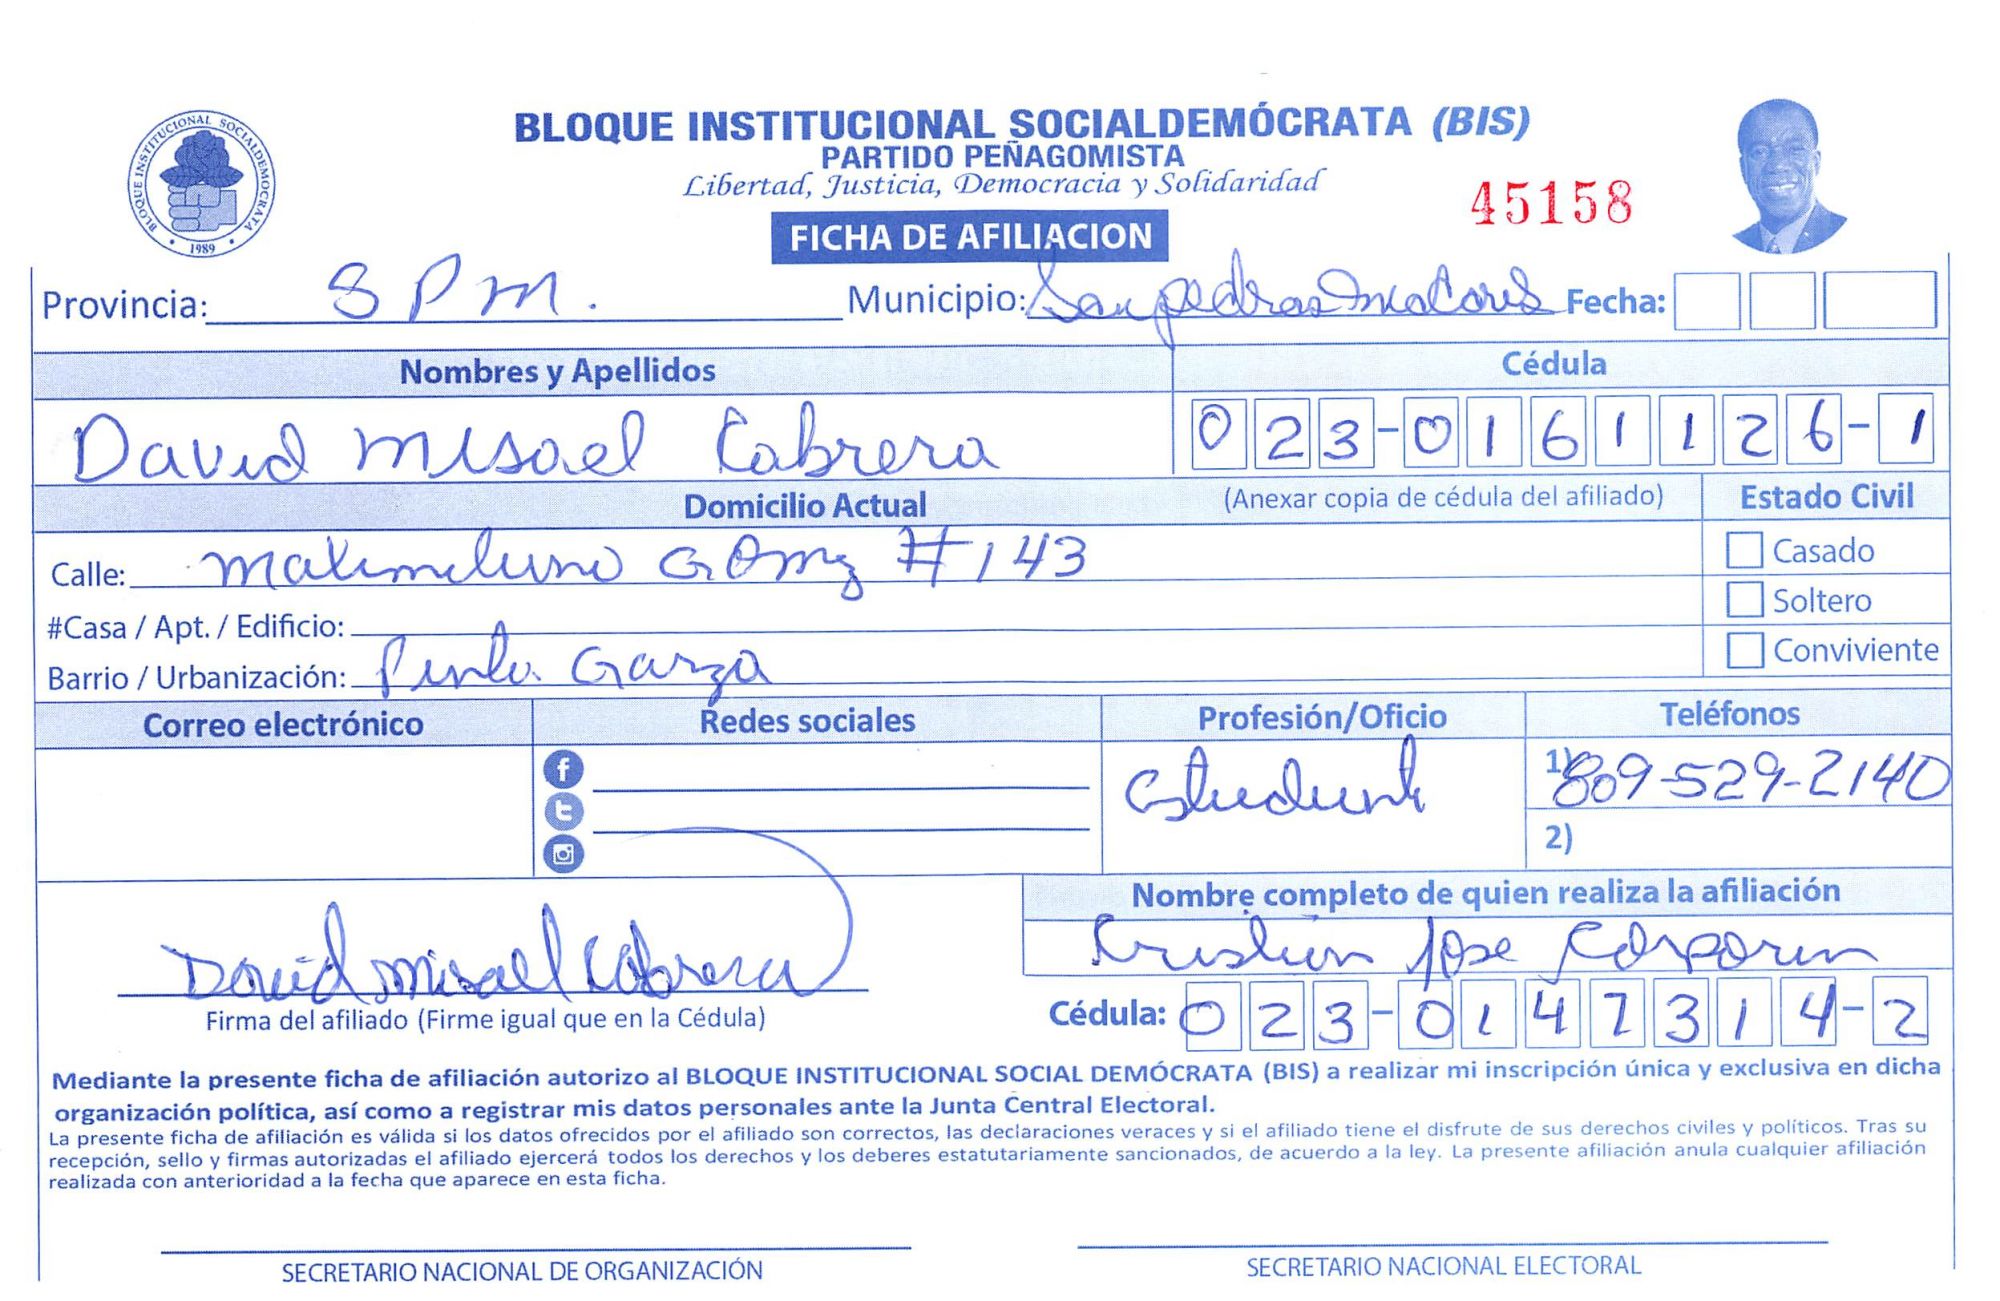 BLOQUE INSTITUCIONAL SOCIALDEMÓCRATA (BIS)
PARTIDO PEÑAGOMISTA
Libertad, Justicia, Democracia y Solidaridad
BLOQUE INSTITUCIONAL SOCIALDEMOCRATA
1989
45158
FICHA DE AFILIACION
Provincia: SPM. Municipio: Fecha:
Nombres y Apellidos Cédula
David Misael Cabrera 023-0161126-1
Domicilio Actual (Anexar copia de cédula del afiliado) Estado Civil
Calle: #143 Casado
#Casa / Apt. / Edificio: Soltero
Barrio / Urbanización: Garza Conviviente
Correo electrónico Redes sociales Profesión/Oficio Teléfonos
1) 809-529-2140
2)
Nombre completo de quien realiza la afiliación
Jose
David Misael Cabrera
Firma del afiliado (Firme igual que en la Cédula) Cédula: 023-0147314-2
Mediante la presente ficha de afiliación autorizo al BLOQUE INSTITUCIONAL SOCIAL DEMÓCRATA (BIS) a realizar mi inscripción única y exclusiva en dicha
organización política, así como a registrar mis datos personales ante la Junta Central Electoral.
La presente ficha de afiliación es válida si los datos ofrecidos por el afiliado son correctos, las declaraciones veraces y si el afiliado tiene el disfrute de sus derechos civiles y políticos. Tras su
recepción, sello y firmas autorizadas el afiliado ejercerá todos los derechos y los deberes estatutariamente sancionados, de acuerdo a la ley. La presente afiliación anula cualquier afiliación
realizada con anterioridad a la fecha que aparece en esta ficha.
SECRETARIO NACIONAL DE ORGANIZACIÓN SECRETARIO NACIONAL ELECTORAL